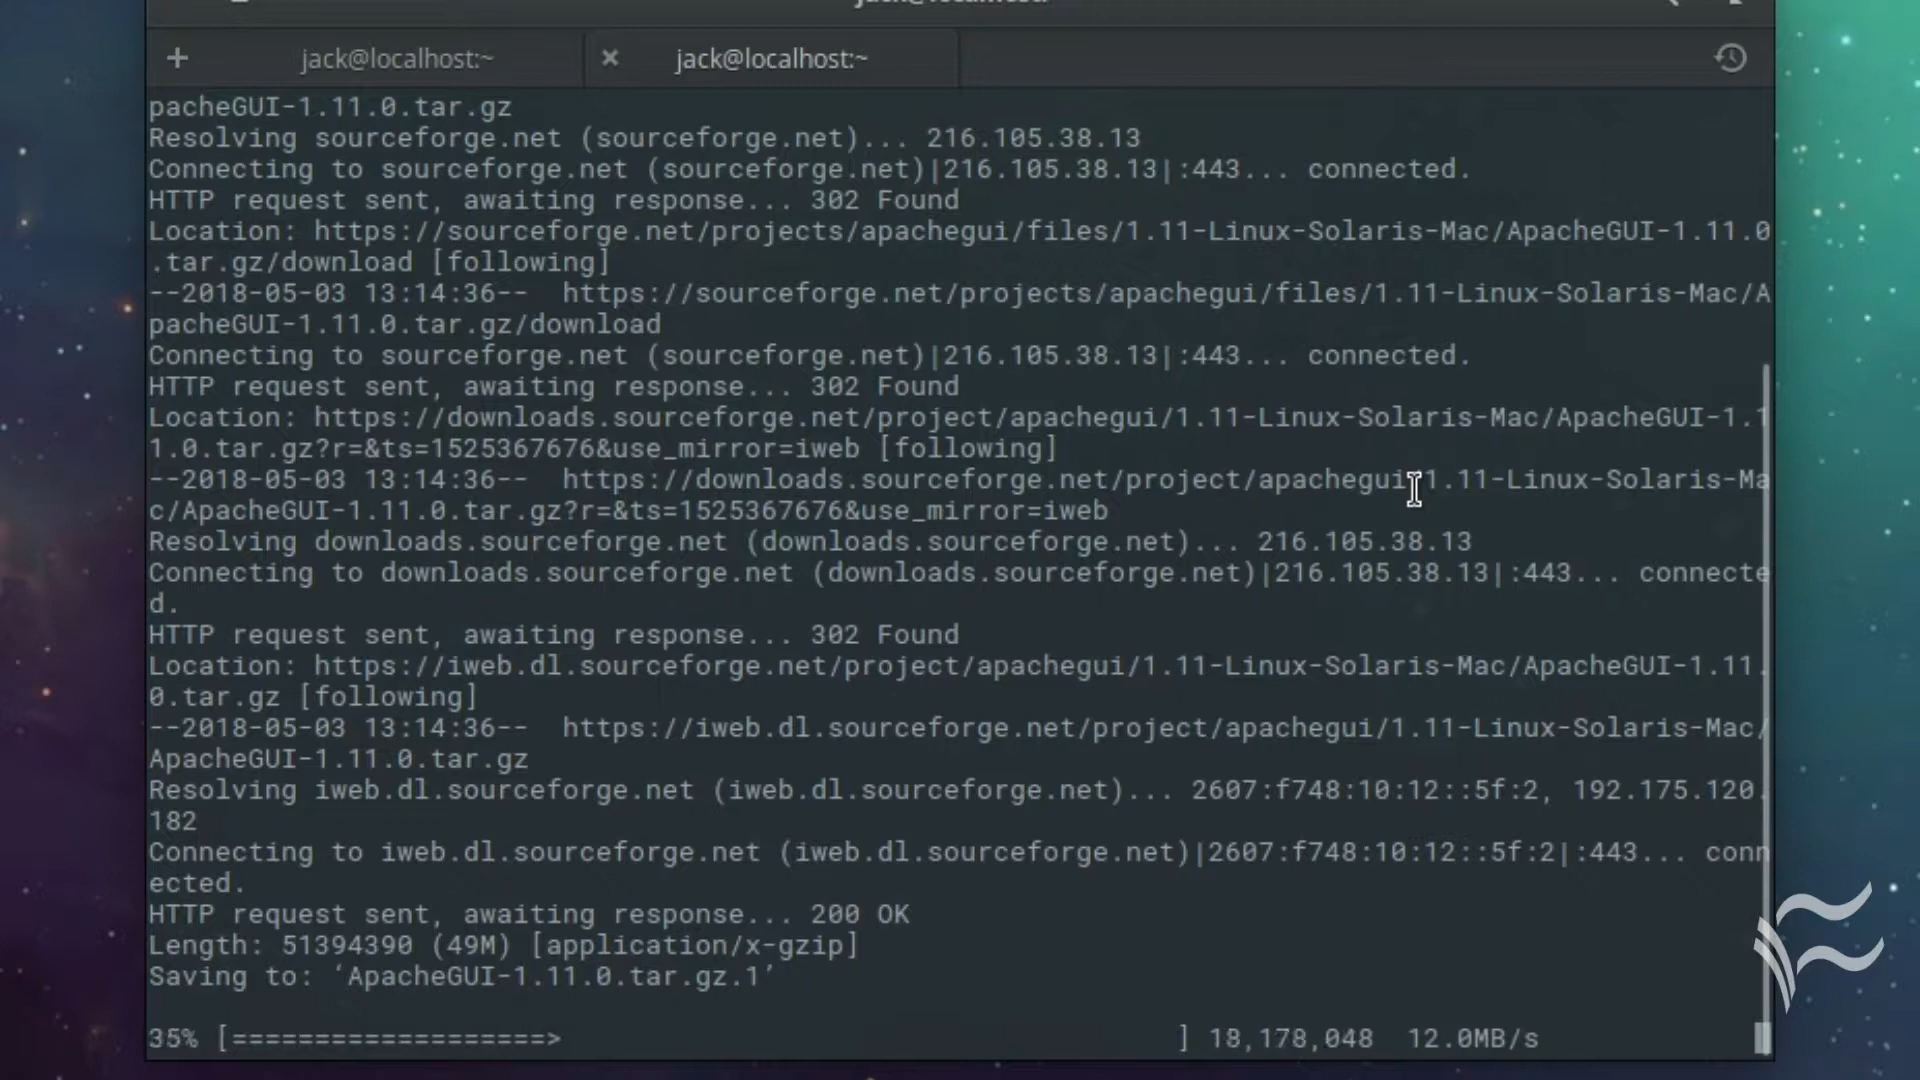 jack@localhost:
+ jack@localhost:~ × jack@localhost:~
pacheGUI-1.11.0.tar.gz
Resolving sourceforge.net (sourceforge.net)... 216.105.38.13
Connecting to sourceforge.net (sourceforge.net)|216.105.38.13|:443... connected.
HTTP request sent, awaiting response... 302 Found
Location: https://sourceforge.net/projects/apachegui/files/1.11-Linux-Solaris-Mac/ApacheGUI-1.11.0
.tar.gz/download [following]
--2018-05-03 13:14:36--  https://sourceforge.net/projects/apachegui/files/1.11-Linux-Solaris-Mac/A
pacheGUI-1.11.0.tar.gz/download
Connecting to sourceforge.net (sourceforge.net)|216.105.38.13|:443... connected.
HTTP request sent, awaiting response... 302 Found
Location: https://downloads.sourceforge.net/project/apachegui/1.11-Linux-Solaris-Mac/ApacheGUI-1.1
1.0.tar.gz?r=&ts=1525367676&use_mirror=iweb [following]
--2018-05-03 13:14:36--  https://downloads.sourceforge.net/project/apachegui/1.11-Linux-Solaris-Ma
c/ApacheGUI-1.11.0.tar.gz?r=&ts=1525367676&use_mirror=iweb
Resolving downloads.sourceforge.net (downloads.sourceforge.net)... 216.105.38.13
Connecting to downloads.sourceforge.net (downloads.sourceforge.net)|216.105.38.13|:443... connecte
d.
HTTP request sent, awaiting response... 302 Found
Location: https://iweb.dl.sourceforge.net/project/apachegui/1.11-Linux-Solaris-Mac/ApacheGUI-1.11.
0.tar.gz [following]
--2018-05-03 13:14:36--  https://iweb.dl.sourceforge.net/project/apachegui/1.11-Linux-Solaris-Mac/
ApacheGUI-1.11.0.tar.gz
Resolving iweb.dl.sourceforge.net (iweb.dl.sourceforge.net)... 2607:f748:10:12::5f:2, 192.175.120.
182
Connecting to iweb.dl.sourceforge.net (iweb.dl.sourceforge.net)|2607:f748:10:12::5f:2|:443... conn
ected.
HTTP request sent, awaiting response... 200 OK
Length: 51394390 (49M) [application/x-gzip]
Saving to: ‘ApacheGUI-1.11.0.tar.gz.1’
35% [===================>                                     ] 18,178,048  12.0MB/s